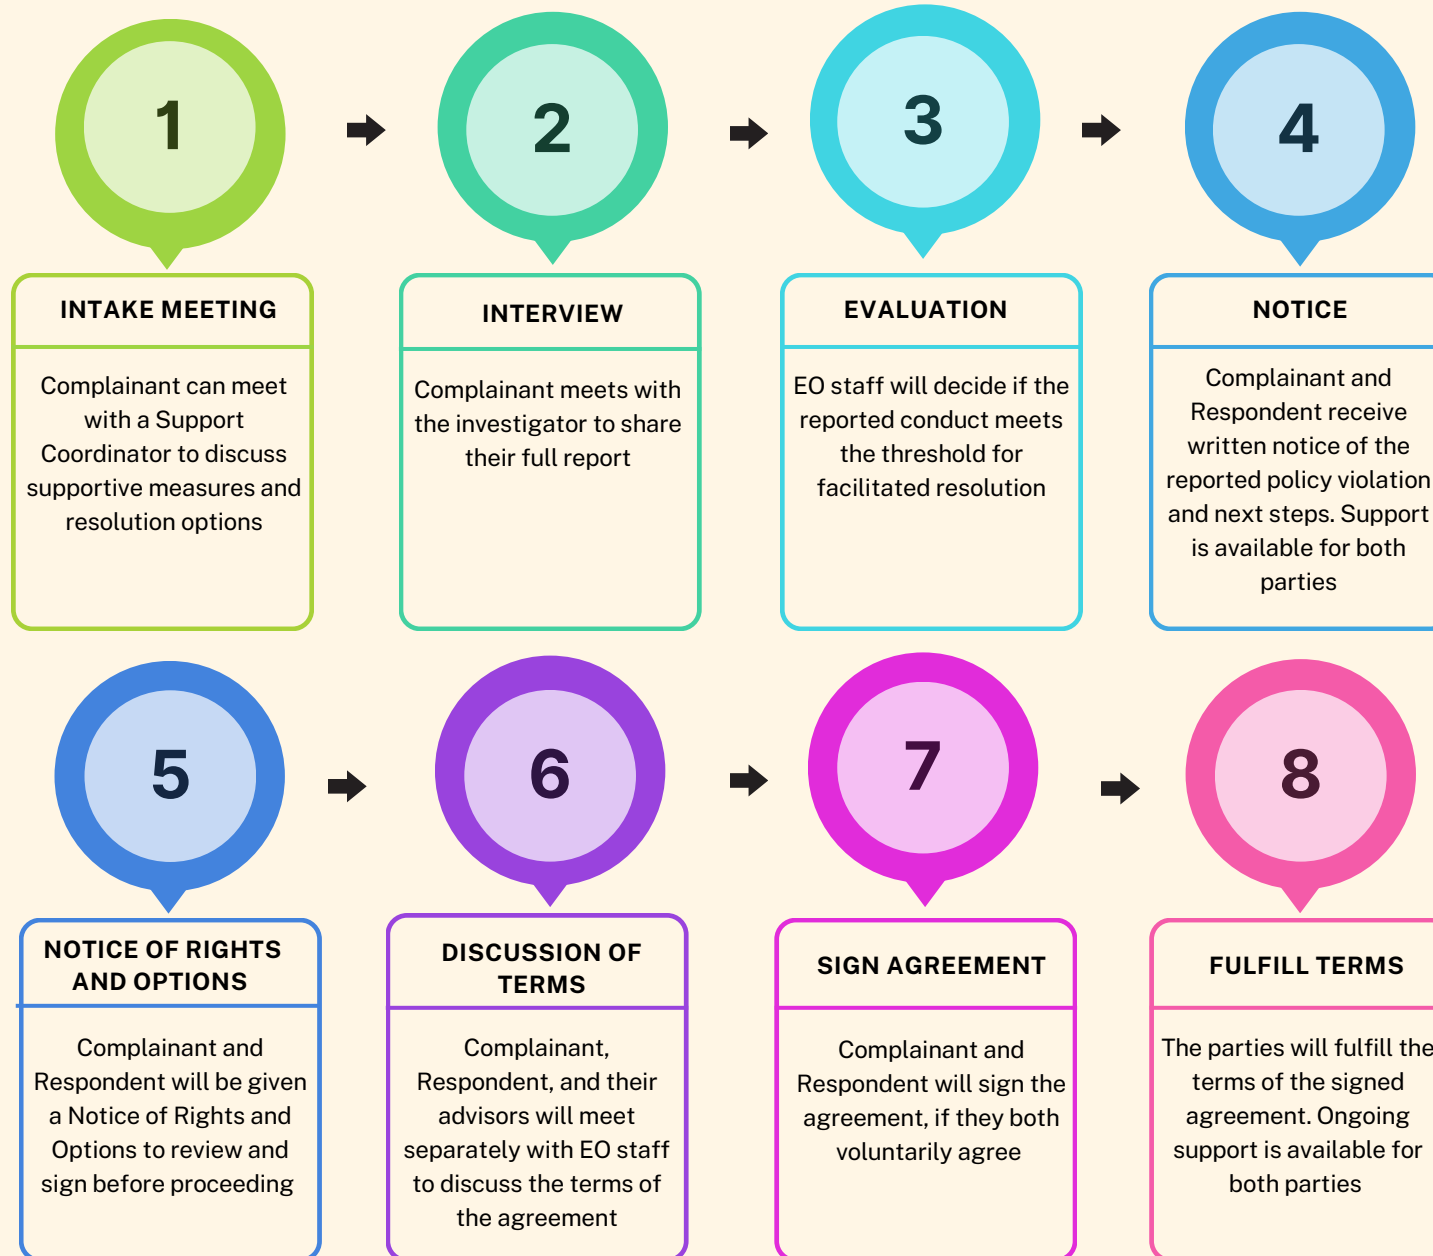 1
2
3
4
INTAKE MEETING
Complainant can meet
with a Support
Coordinator to discuss
supportive measures and
resolution options
INTERVIEW
Complainant meets with
the investigator to share
their full report
EVALUATION
EO staff will decide if the
reported conduct meets
the threshold for
facilitated resolution
NOTICE
Complainant and
Respondent receive
written notice of the
reported policy violation
and next steps. Support
is available for both
parties
5
6
7
8
NOTICE OF RIGHTS
AND OPTIONS
Complainant and
Respondent will be given
a Notice of Rights and
Options to review and
sign before proceeding
DISCUSSION OF
TERMS
Complainant,
Respondent, and their
advisors will meet
separately with EO staff
to discuss the terms of
the agreement
SIGN AGREEMENT
Complainant and
Respondent will sign the
agreement, if they both
voluntarily agree
FULFILL TERMS
The parties will fulfill the
terms of the signed
agreement. Ongoing
support is available for
both parties